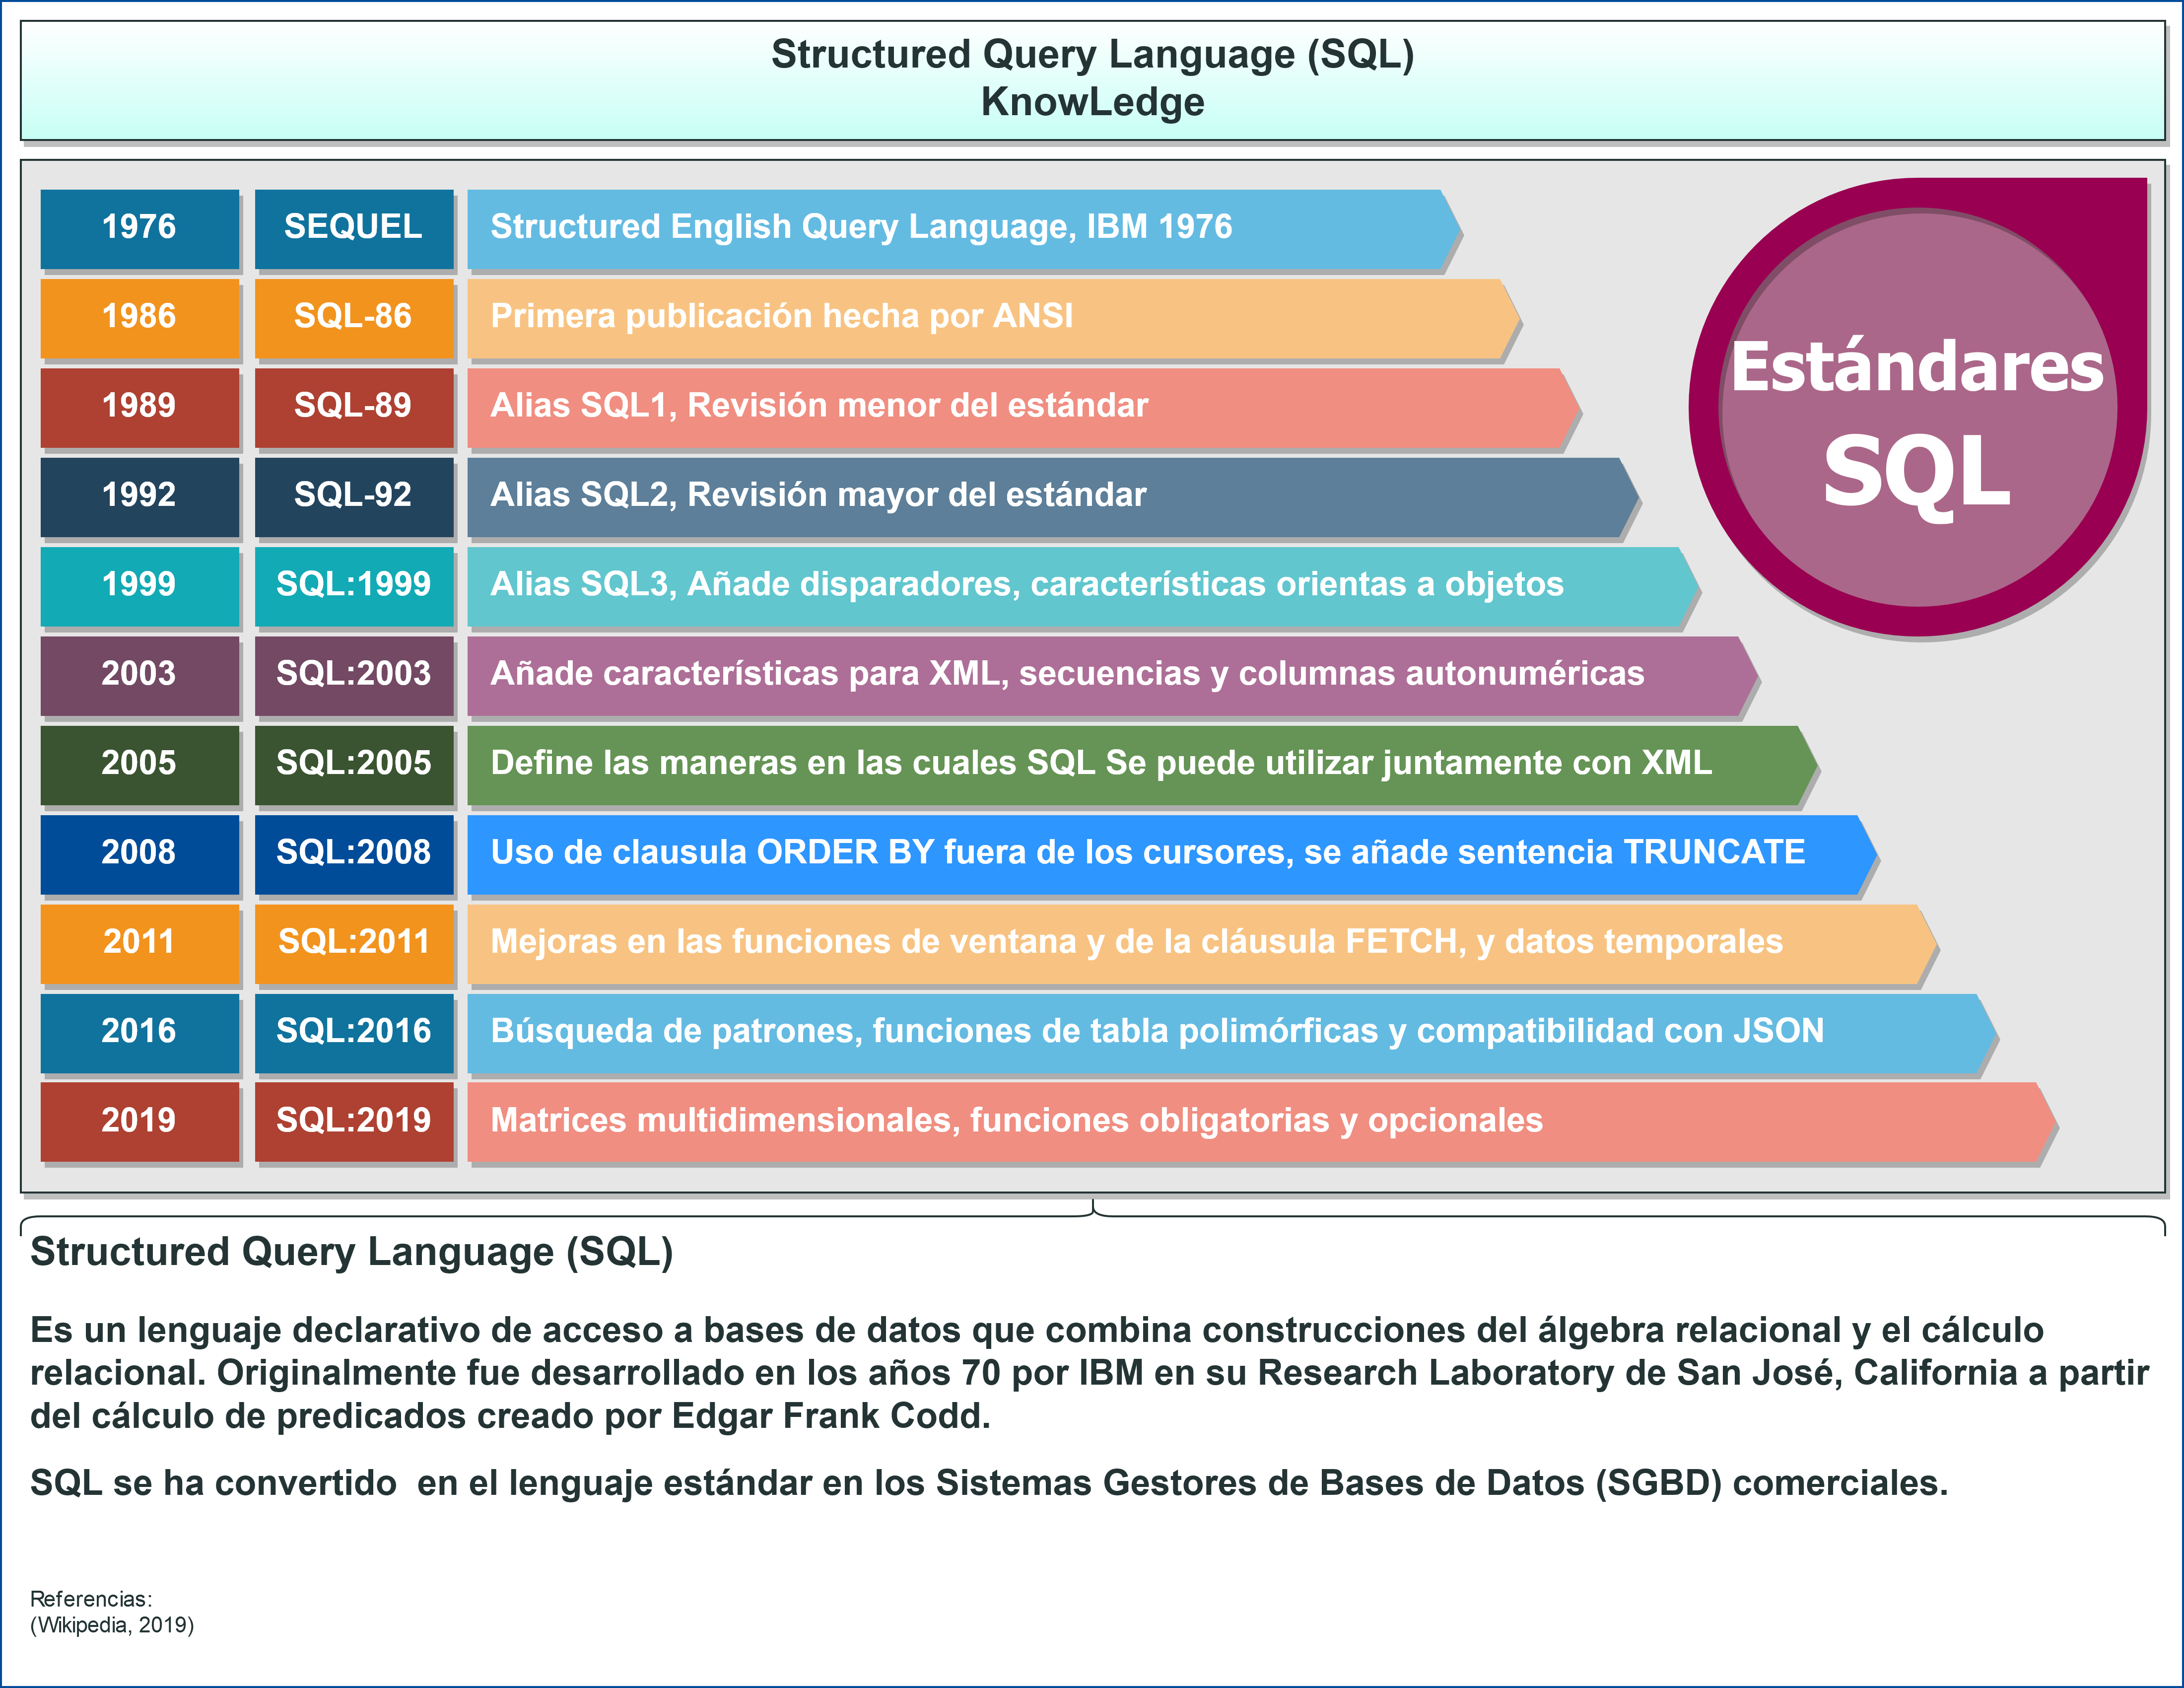 Structured Query Language (SQL)
KnowLedge
1976 SEQUEL Structured English Query Language, IBM 1976
1986 SQL-86 Primera publicación hecha por ANSI
1989 SQL-89 Alias SQL1, Revisión menor del estándar
1992 SQL-92 Alias SQL2, Revisión mayor del estándar
1999 SQL:1999 Alias SQL3, Añade disparadores, características orientas a objetos
2003 SQL:2003 Añade características para XML, secuencias y columnas autonuméricas
2005 SQL:2005 Define las maneras en las cuales SQL Se puede utilizar juntamente con XML
2008 SQL:2008 Uso de clausula ORDER BY fuera de los cursores, se añade sentencia TRUNCATE
2011 SQL:2011 Mejoras en las funciones de ventana y de la cláusula FETCH, y datos temporales
2016 SQL:2016 Búsqueda de patrones, funciones de tabla polimórficas y compatibilidad con JSON
2019 SQL:2019 Matrices multidimensionales, funciones obligatorias y opcionales
Estándares
SQL
Structured Query Language (SQL)
Es un lenguaje declarativo de acceso a bases de datos que combina construcciones del álgebra relacional y el cálculo
relacional. Originalmente fue desarrollado en los años 70 por IBM en su Research Laboratory de San José, California a partir
del cálculo de predicados creado por Edgar Frank Codd.
SQL se ha convertido  en el lenguaje estándar en los Sistemas Gestores de Bases de Datos (SGBD) comerciales.
Referencias:
(Wikipedia, 2019)